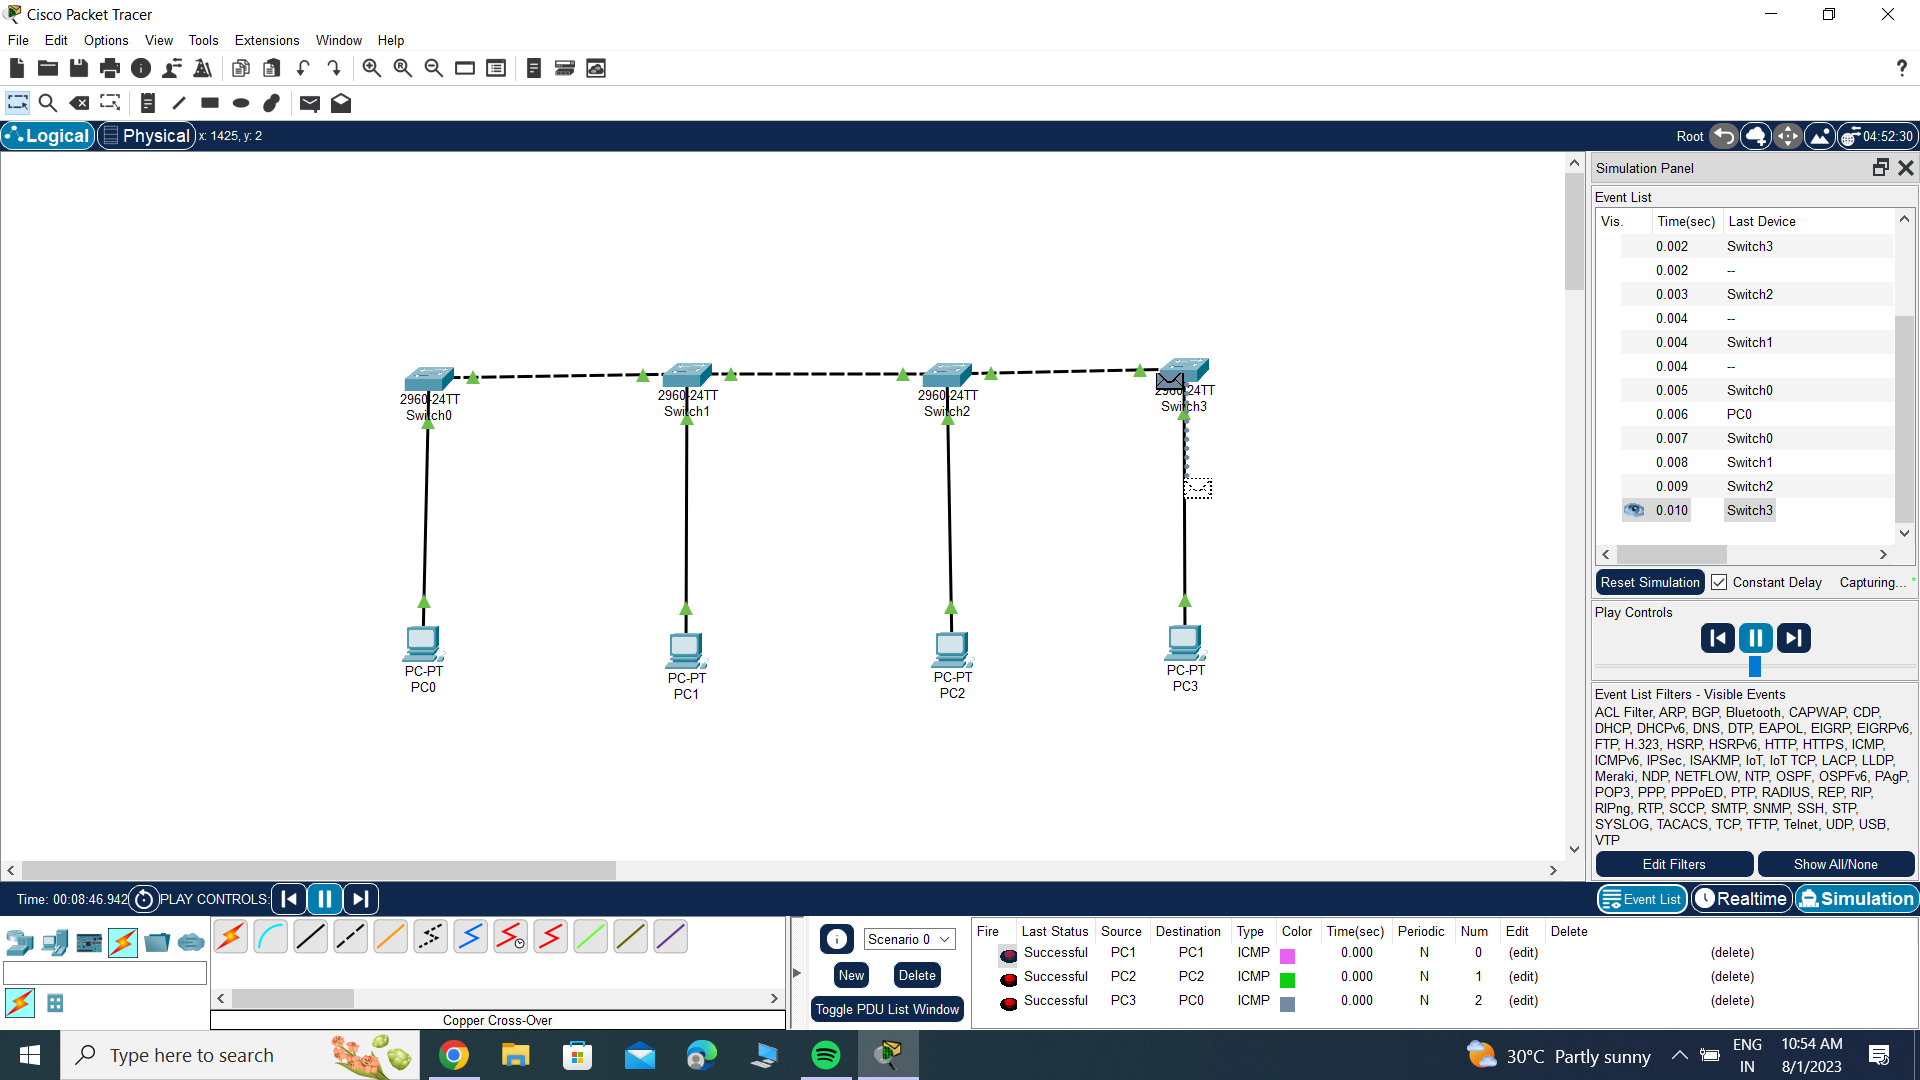 Cisco Packet Tracer
File Edit Options View Tools Extensions Window Help
?
Logical Physical x: 1425, y: 2 Root 04:52:30
Simulation Panel
Event List
Vis. Time(sec) Last Device
0.002 Switch3
0.002 --
0.003 Switch2
0.004 --
0.004 Switch1
0.004 --
0.005 Switch0
0.006 PC0
0.007 Switch0
0.008 Switch1
0.009 Switch2
0.010 Switch3
Reset Simulation Constant Delay Capturing...
Play Controls
Event List Filters - Visible Events
ACL Filter, ARP, BGP, Bluetooth, CAPWAP, CDP,
DHCP, DHCPv6, DNS, DTP, EAPOL, EIGRP, EIGRPv6,
FTP, H.323, HSRP, HSRPv6, HTTP, HTTPS, ICMP,
ICMPv6, IPSec, ISAKMP, IoT, IoT TCP, LACP, LLDP,
Meraki, NDP, NETFLOW, NTP, OSPF, OSPFv6, PAgP,
POP3, PPP, PPPoED, PTP, RADIUS, REP, RIP,
RIPng, RTP, SCCP, SMTP, SNMP, SSH, STP,
SYSLOG, TACACS, TCP, TFTP, Telnet, UDP, USB,
VTP
Edit Filters Show All/None
2960-24TT
Switch0
2960-24TT
Switch1
2960-24TT
Switch2
2960-24TT
Switch3
PC-PT
PC0
PC-PT
PC1
PC-PT
PC2
PC-PT
PC3
Time: 00:08:46.942 PLAY CONTROLS: Event List Realtime Simulation
Copper Cross-Over
Scenario 0
New Delete
Toggle PDU List Window
Fire Last Status Source Destination Type Color Time(sec) Periodic Num Edit Delete
Successful PC1 PC1 ICMP 0.000 N 0 (edit) (delete)
Successful PC2 PC2 ICMP 0.000 N 1 (edit) (delete)
Successful PC3 PC0 ICMP 0.000 N 2 (edit) (delete)
Type here to search
30°C Partly sunny
ENG
IN
10:54 AM
8/1/2023